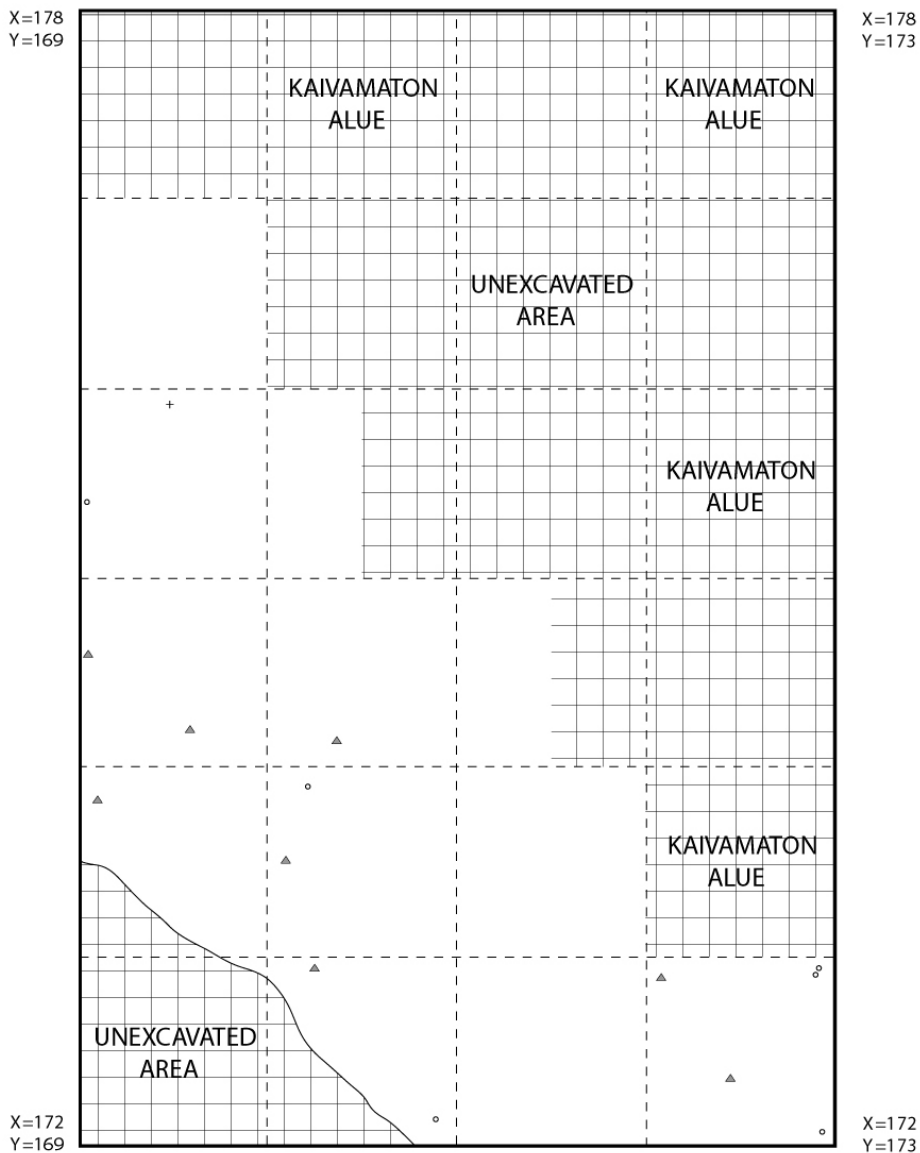 X=178
Y=169
X=178
Y=173
KAIVAMATON
ALUE
KAIVAMATON
ALUE
UNEXCAVATED
AREA
KAIVAMATON
ALUE
KAIVAMATON
ALUE
UNEXCAVATED
AREA
X=172
Y=169
X=172
Y=173